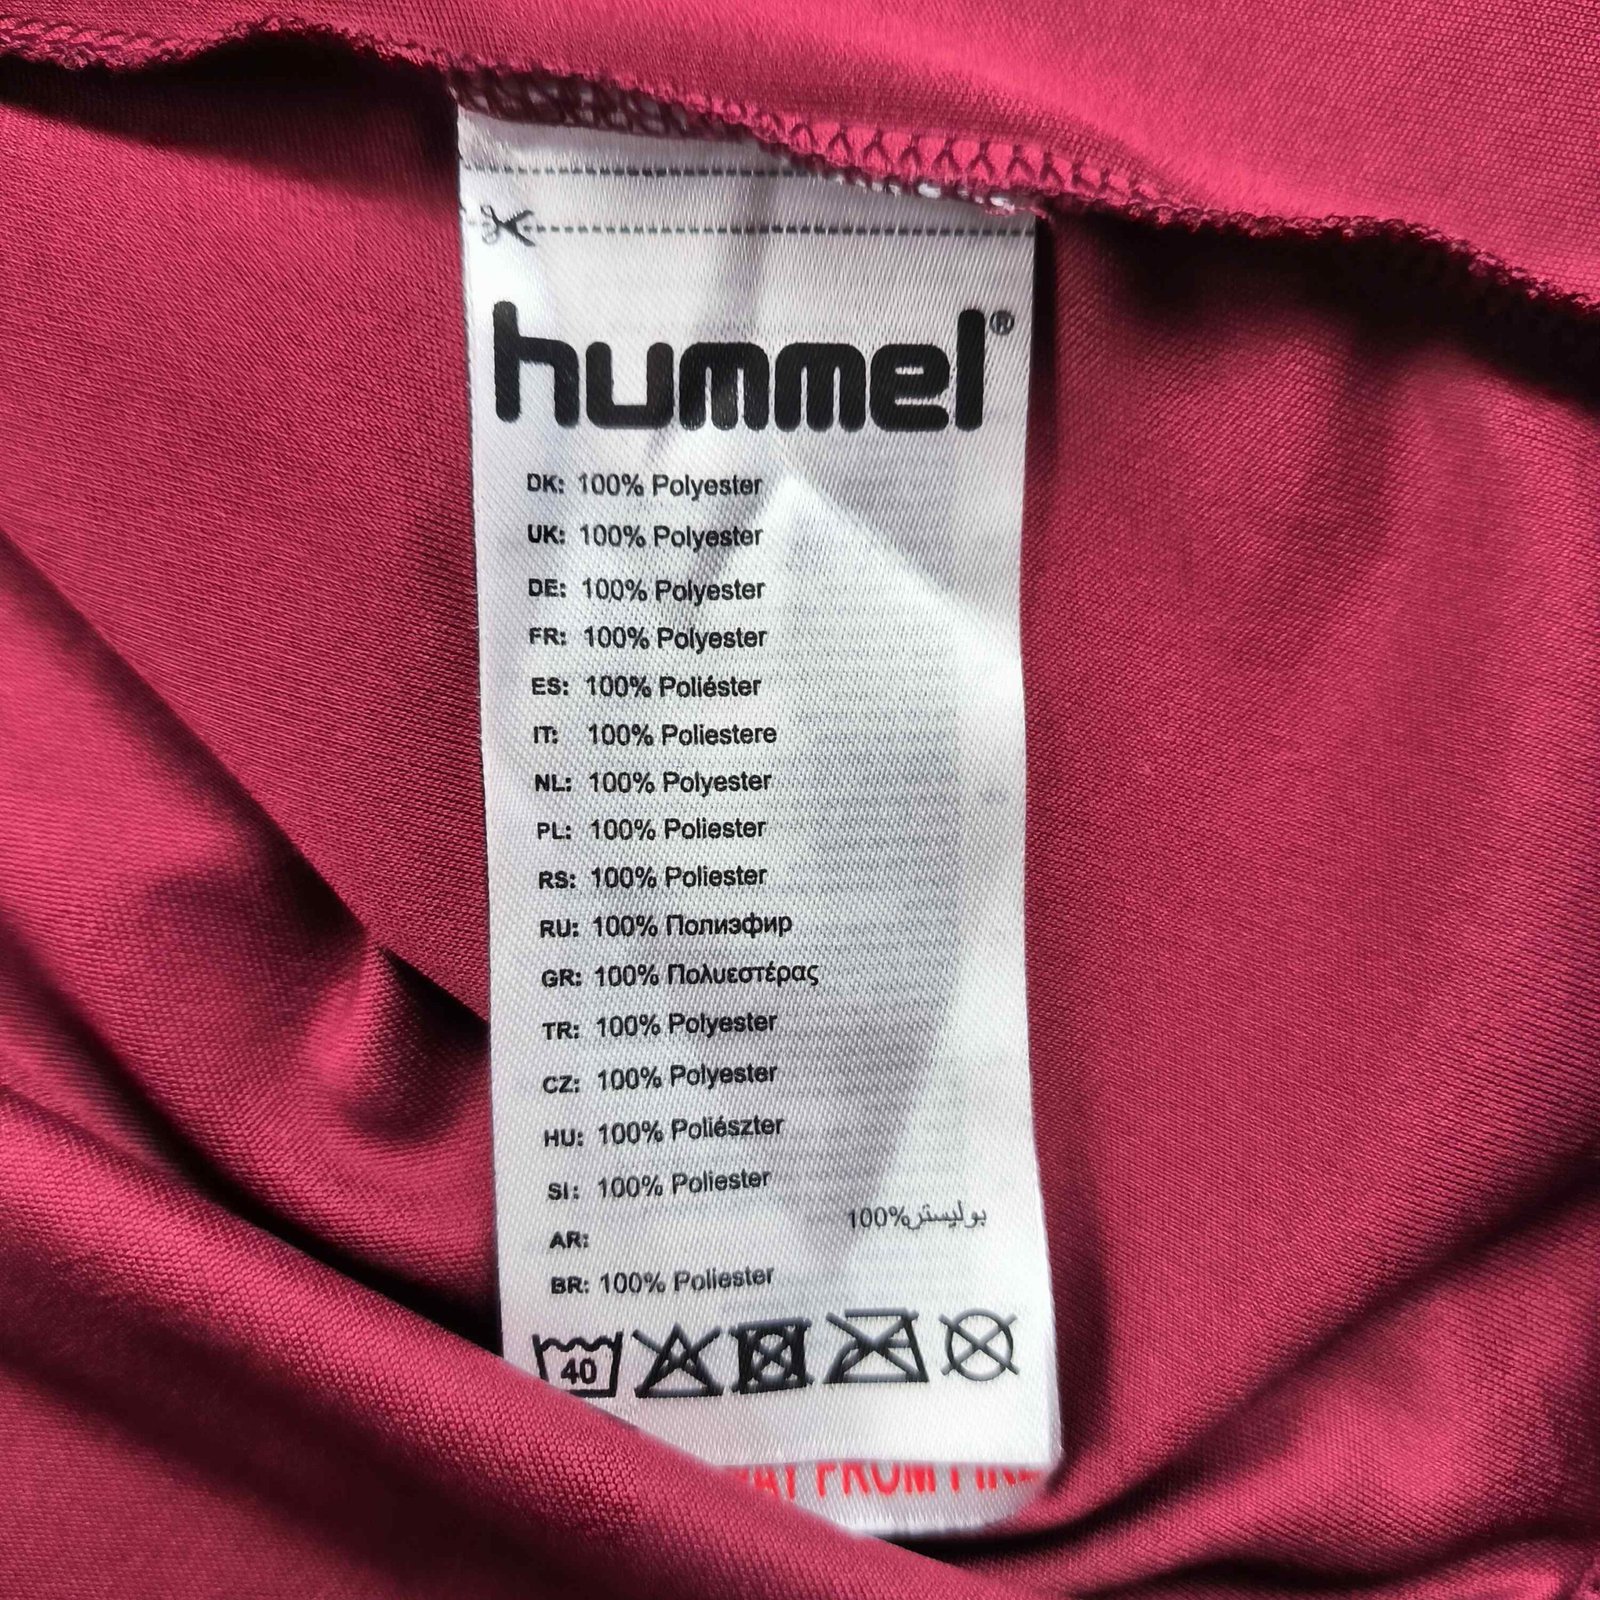 hummel®
DK: 100% Polyester
UK: 100% Polyester
DE: 100% Polyester
FR: 100% Polyester
ES: 100% Poliéster
IT: 100% Poliestere
NL: 100% Polyester
PL: 100% Poliester
RS: 100% Poliester
RU: 100% Полиэфир
GR: 100% Πολυεστέρας
TR: 100% Polyester
CZ: 100% Polyester
HU: 100% Poliészter
SI: 100% Poliester
AR: بوليستر%100
BR: 100% Poliester
40
FROM